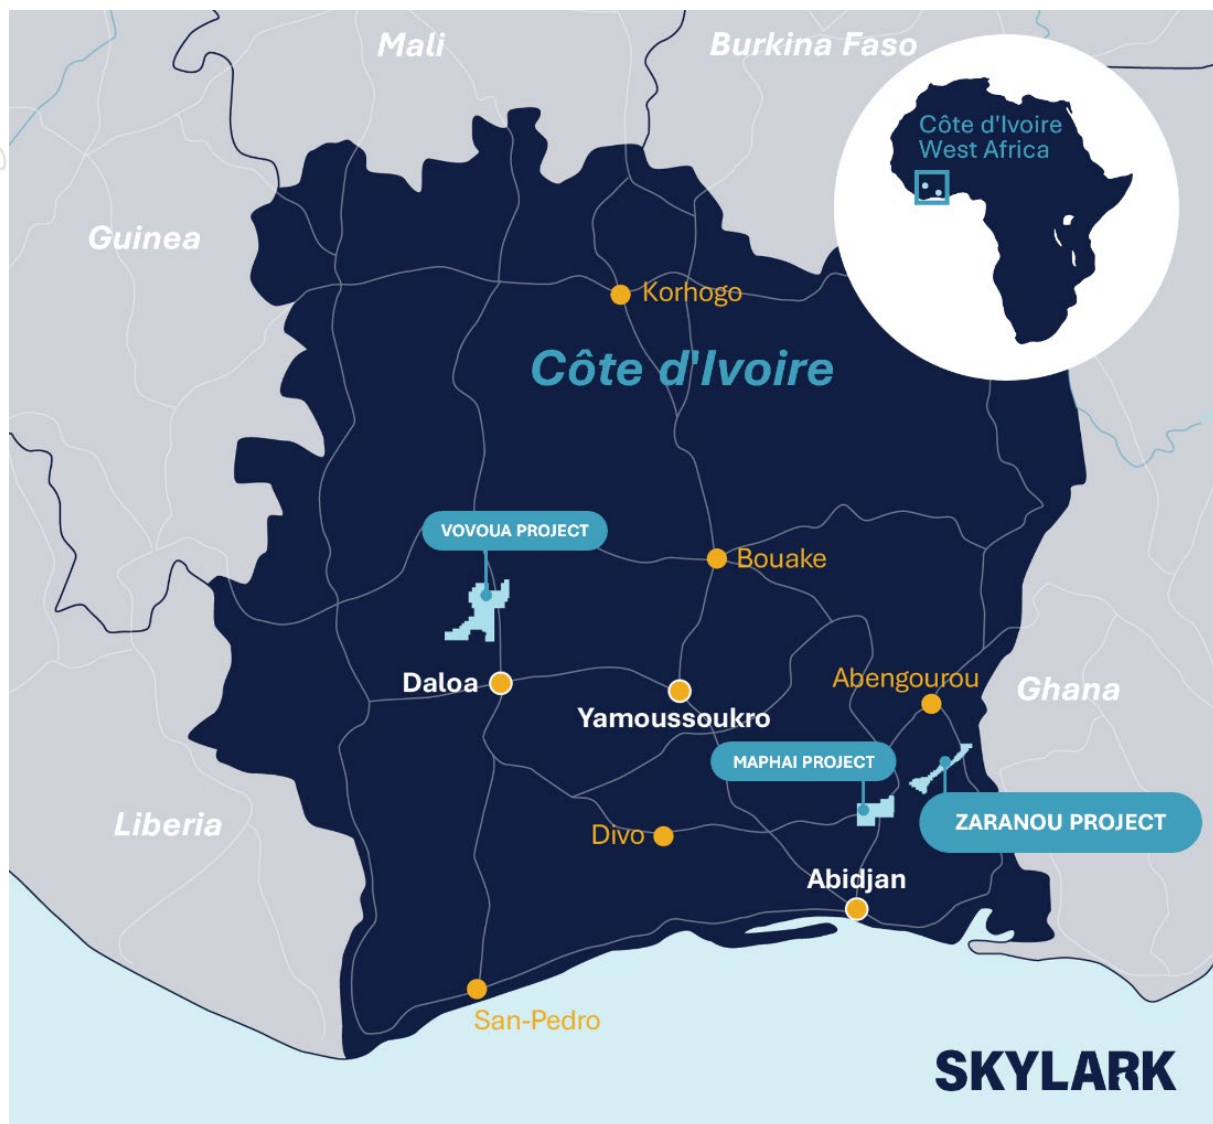 Mali
Burkina Faso
Côte d'Ivoire
West Africa
Guinea
Korhogo
Côte d'Ivoire
VOVOUA PROJECT
Bouake
Daloa
Abengourou
Ghana
Yamoussoukro
MAPHAI PROJECT
Liberia
Divo
ZARANOU PROJECT
Abidjan
San-Pedro
SKYLARK